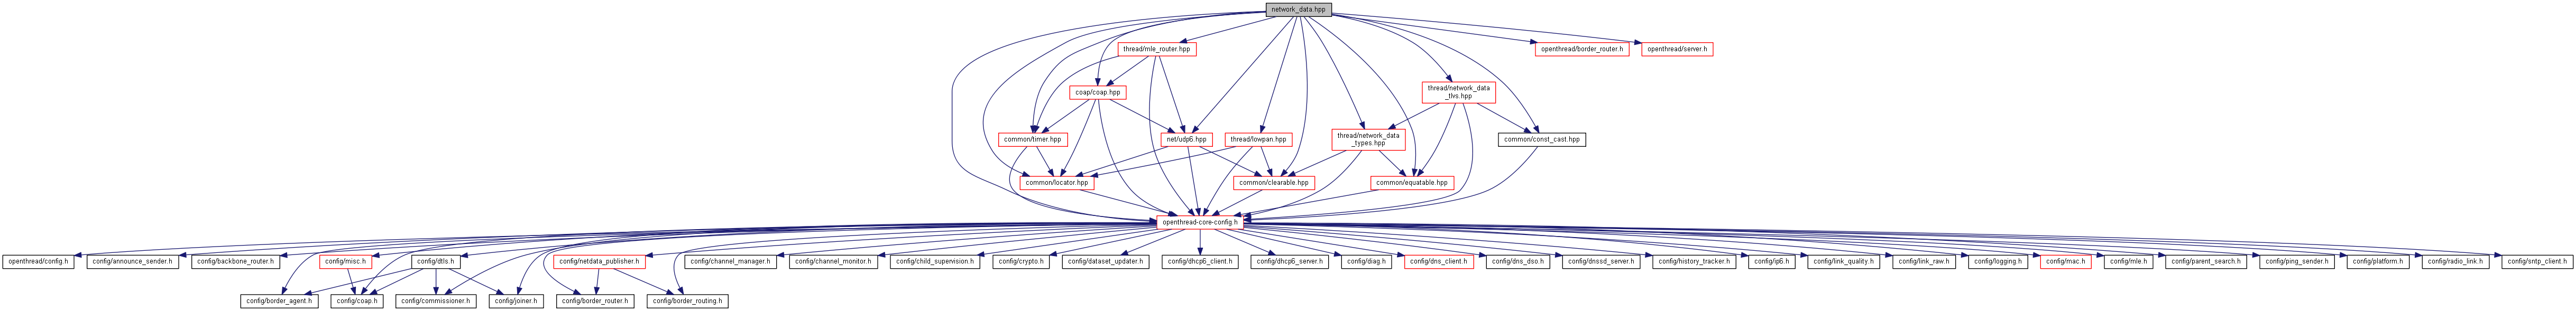 network_data.hpp
thread/mle_router.hpp
openthread/border_router.h
openthread/server.h
coap/coap.hpp
thread/network_data
_tlvs.hpp
common/timer.hpp
net/udp6.hpp
thread/lowpan.hpp
thread/network_data
_types.hpp
common/const_cast.hpp
common/locator.hpp
common/clearable.hpp
common/equatable.hpp
openthread-core-config.h
openthread/config.h
config/announce_sender.h
config/backbone_router.h
config/misc.h
config/dtls.h
config/netdata_publisher.h
config/channel_manager.h
config/channel_monitor.h
config/child_supervision.h
config/crypto.h
config/dataset_updater.h
config/dhcp6_client.h
config/dhcp6_server.h
config/diag.h
config/dns_client.h
config/dns_dso.h
config/dnssd_server.h
config/history_tracker.h
config/ip6.h
config/link_quality.h
config/link_raw.h
config/logging.h
config/mac.h
config/mle.h
config/parent_search.h
config/ping_sender.h
config/platform.h
config/radio_link.h
config/sntp_client.h
config/border_agent.h
config/coap.h
config/commissioner.h
config/joiner.h
config/border_router.h
config/border_routing.h